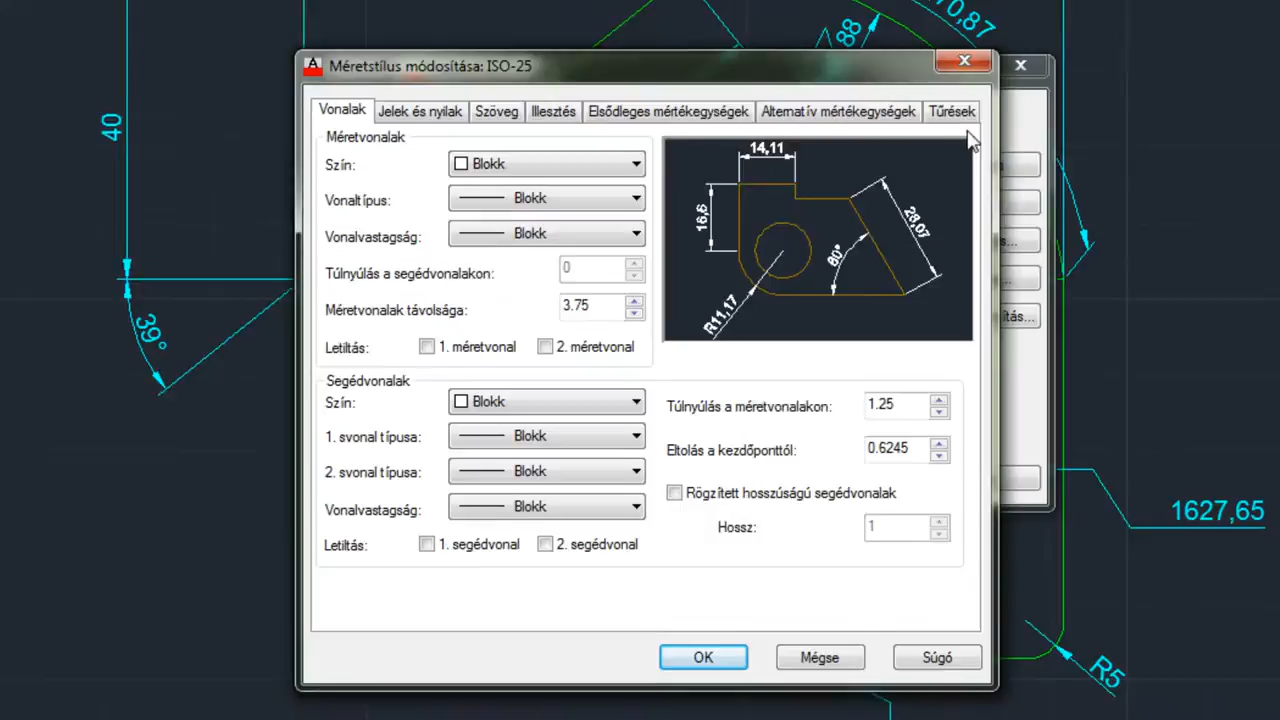 70,87
88
40
39°
Méretstílus módosítása: ISO-25
Vonalak
Jelek és nyilak
Szöveg
Illesztés
Elsődleges mértékegységek
Alternatív mértékegységek
Tűrések
Méretvonalak
Szín:
Blokk
Vonaltípus:
Blokk
Vonalvastagság:
Blokk
Túlnyúlás a segédvonalakon:
0
Méretvonalak távolsága:
3.75
Letiltás:
1. méretvonal
2. méretvonal
14,11
16,6
28,07
80°
R11,17
Segédvonalak
Szín:
Blokk
1. svonal típusa:
Blokk
2. svonal típusa:
Blokk
Vonalvastagság:
Blokk
Letiltás:
1. segédvonal
2. segédvonal
Túlnyúlás a méretvonalakon:
1.25
Eltolás a kezdőponttól:
0.6245
Rögzített hosszúságú segédvonalak
Hossz:
1
OK
Mégse
Súgó
s...
ítás...
1627,65
R5